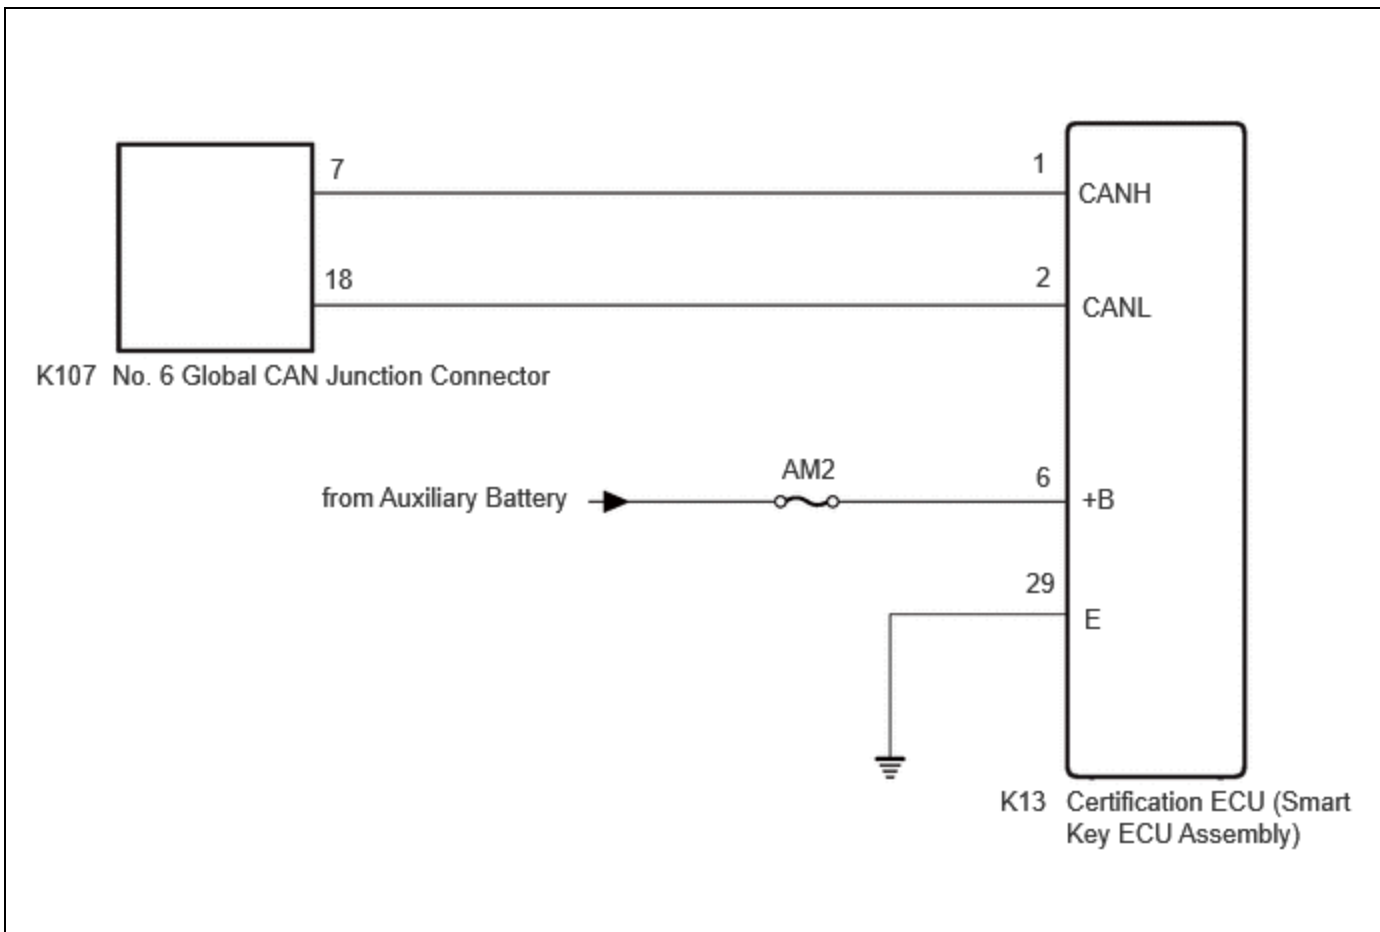 7
1
CANH
18
2
CANL
K107 No. 6 Global CAN Junction Connector
AM2
6
from Auxiliary Battery
+B
29
E
K13 Certification ECU (Smart
Key ECU Assembly)